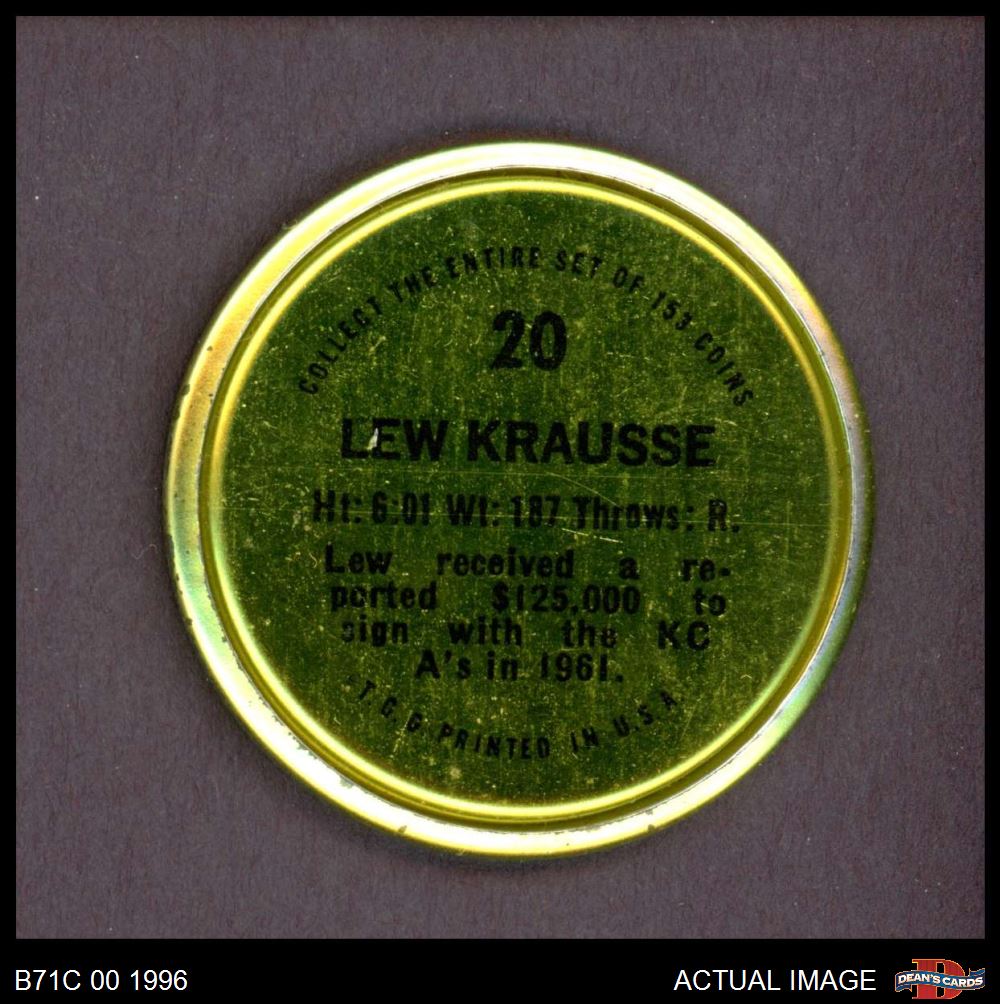 COLLECT THE ENTIRE SET OF 153 COINS
20
LEW KRAUSSE
Ht: 6:01 Wt: 187 Throws: R.
Lew received a re-
ported $125,000 to
sign with the KC
A's in 1961.
T.C.G. PRINTED IN U.S.A.
B71C 00 1996
ACTUAL IMAGE
DEAN'S CARDS